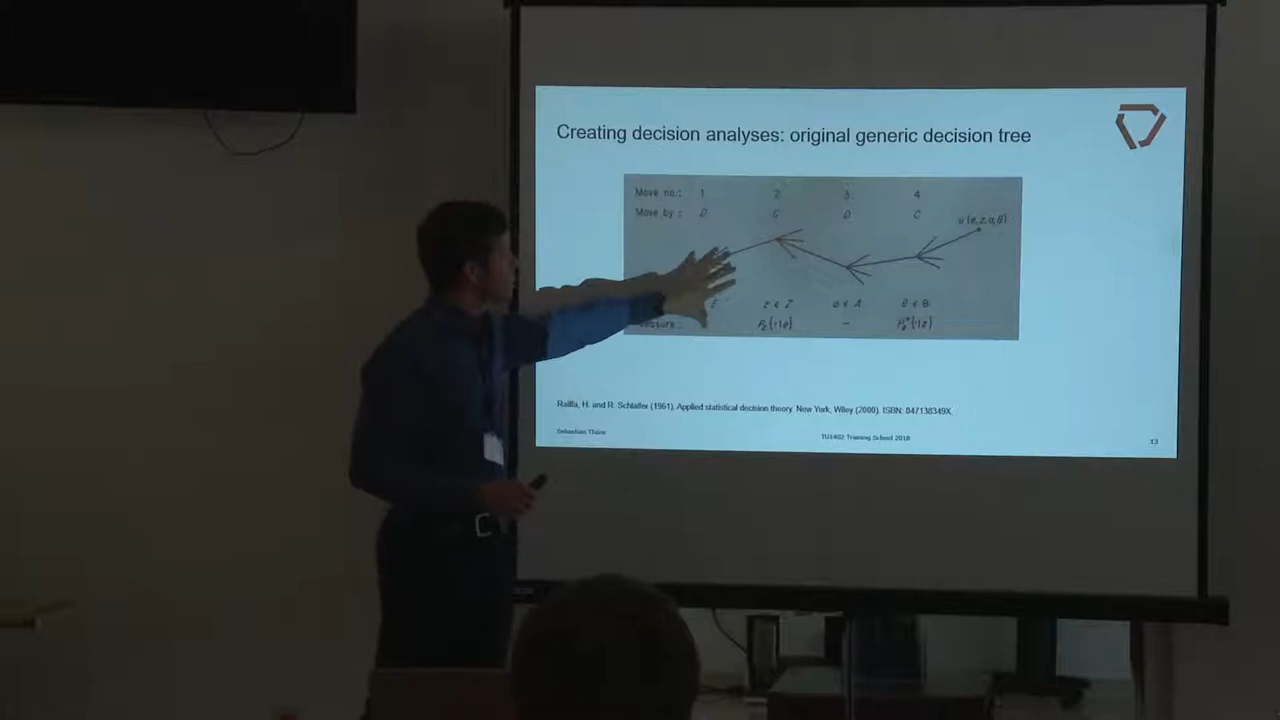 Creating decision analyses: original generic decision tree
Move no.: 1 2 3 4
Move by: D C D C
u(e,z,a,θ)
E z ∈ Z a ∈ A θ ∈ Θ
–
Raiffa, H. and R. Schlaifer (1961). Applied statistical decision theory. New York, Wiley (2000). ISBN: 047138349X.
Sebastian Thöns TU1402 Training School 2018 13